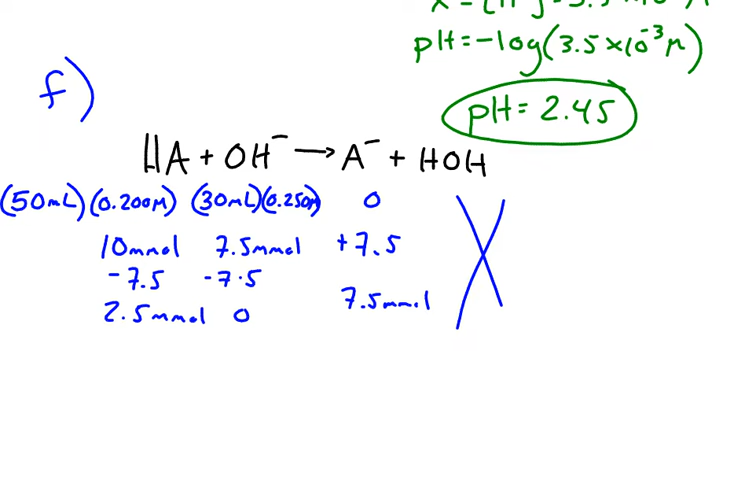 pH=-log(3.5×10⁻³M)
f)
pH=2.45
HA + OH⁻ → A⁻ + HOH
(50mL)(0.200M) (30mL)(0.250M) 0
10mmol 7.5mmol +7.5
-7.5 -7.5
2.5mmol 0 7.5mmol